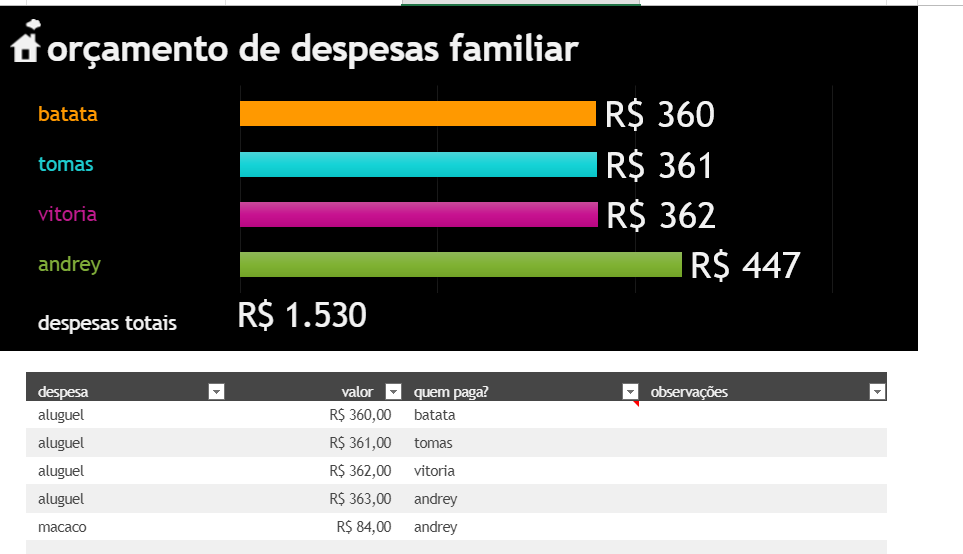 orçamento de despesas familiar
batata R$ 360
tomas R$ 361
vitoria R$ 362
andrey R$ 447
despesas totais R$ 1.530
despesa valor quem paga? observações
aluguel R$ 360,00 batata
aluguel R$ 361,00 tomas
aluguel R$ 362,00 vitoria
aluguel R$ 363,00 andrey
macaco R$ 84,00 andrey